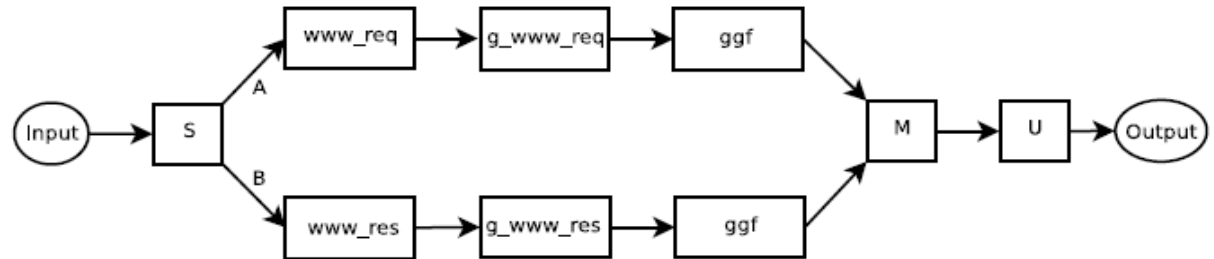 www_req
g_www_req
ggf
A
Input
S
M
U
Output
B
www_res
g_www_res
ggf